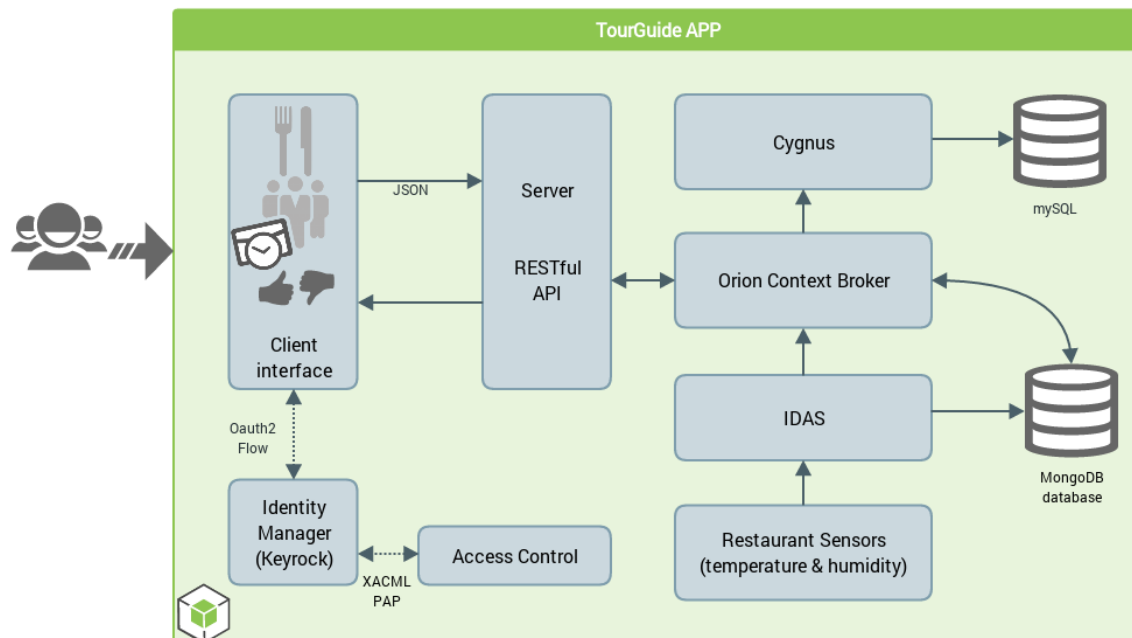 TourGuide APP
Client
interface
JSON
Server
RESTful
API
Cygnus
mySQL
Orion Context Broker
IDAS
MongoDB
database
Restaurant Sensors
(temperature & humidity)
Oauth2
Flow
Identity
Manager
(Keyrock)
XACML
PAP
Access Control